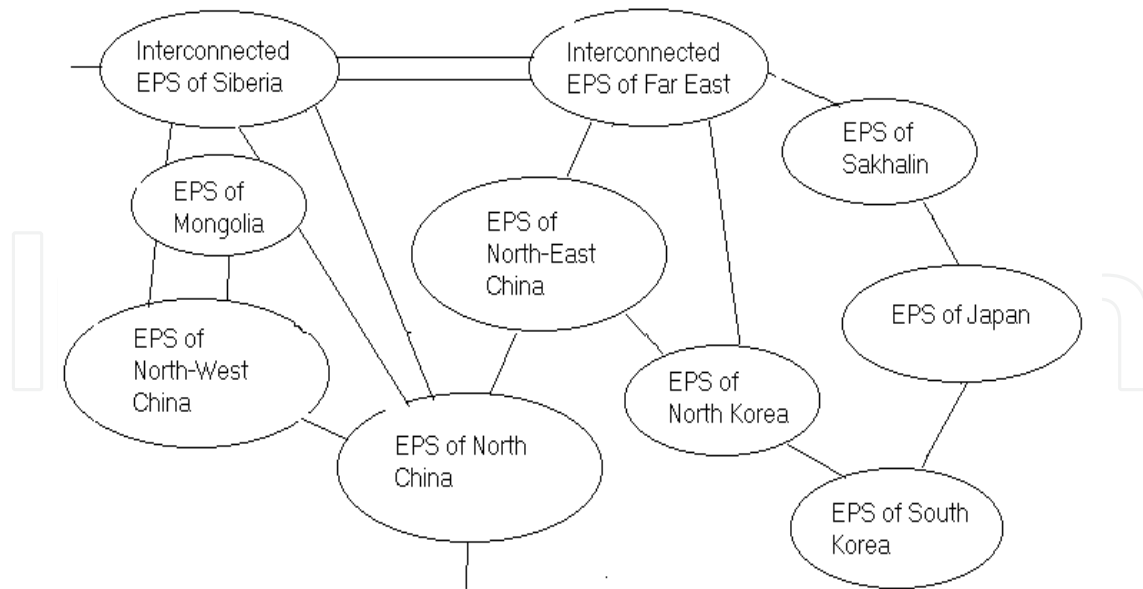 Interconnected
EPS of Siberia
Interconnected
EPS of Far East
EPS of
Sakhalin
EPS of
Mongolia
EPS of
North-East
China
EPS of Japan
EPS of
North-West
China
EPS of
North Korea
EPS of North
China
EPS of South
Korea